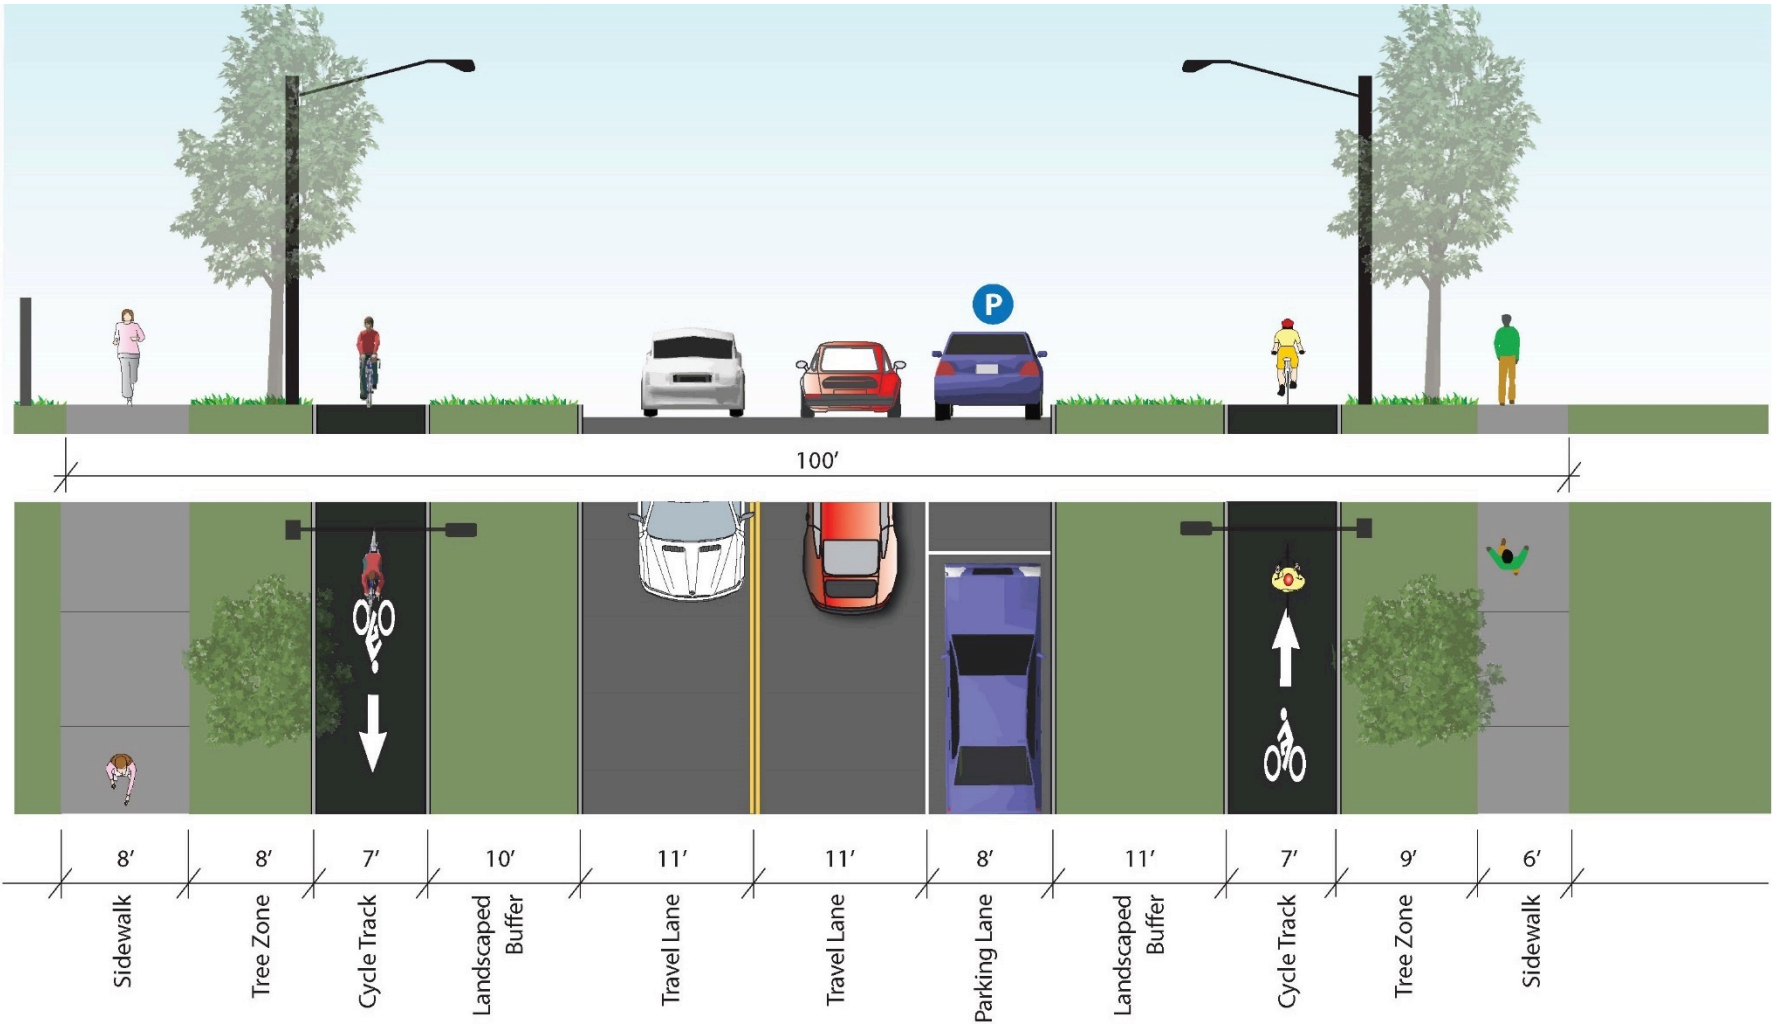 P
100′
8′
8′
7′
10′
11′
11′
8′
11′
7′
9′
6′
Sidewalk
Tree Zone
Cycle Track
Landscaped
Buffer
Travel Lane
Travel Lane
Parking Lane
Landscaped
Buffer
Cycle Track
Tree Zone
Sidewalk